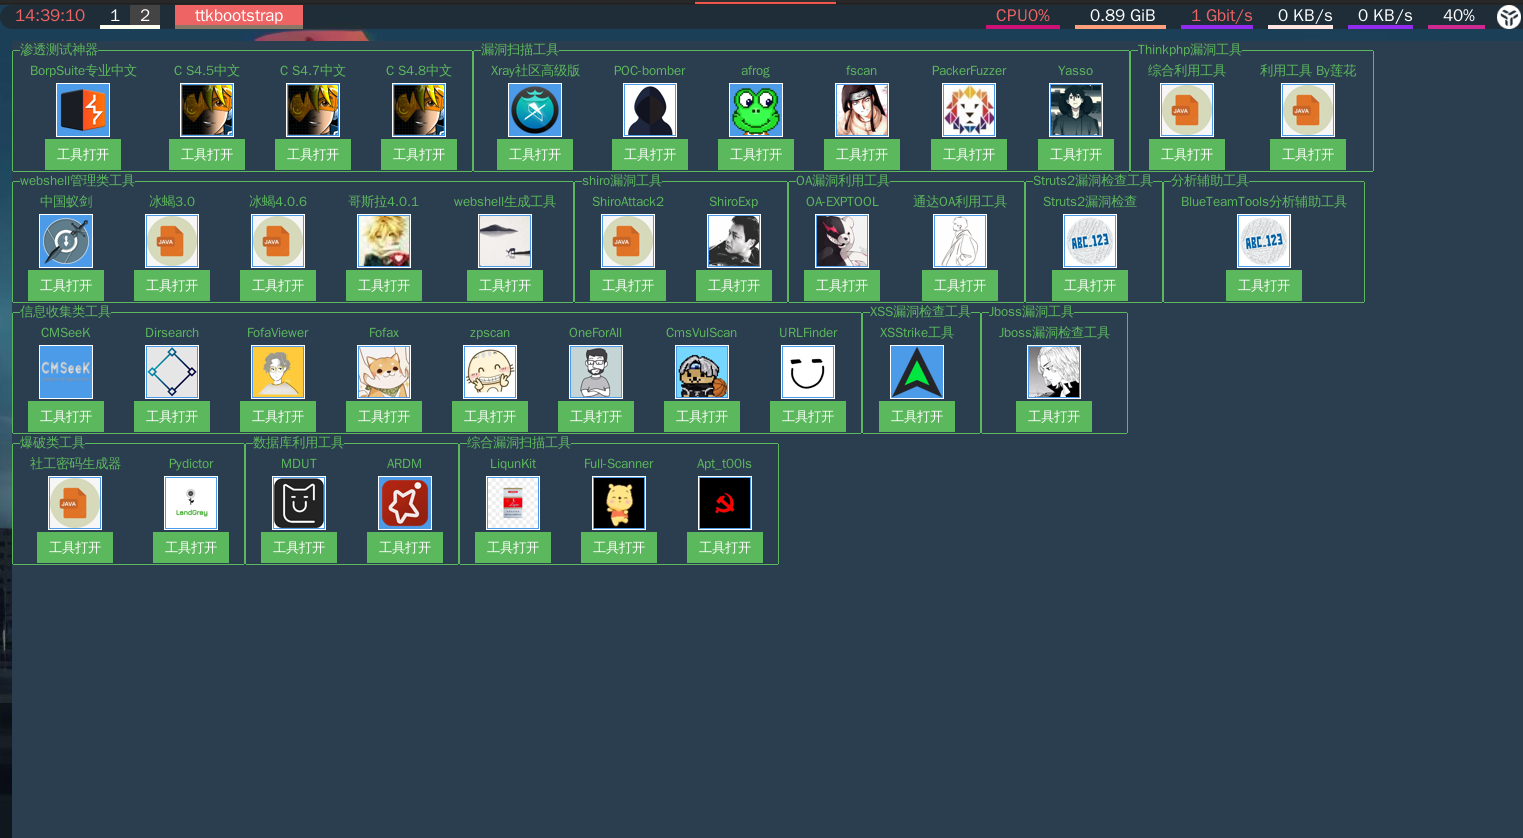 14:39:10 1 2 ttkbootstrap CPU0% 0.89 GiB 1 Gbit/s 0 KB/s 0 KB/s 40%
渗透测试神器 漏洞扫描工具 Thinkphp漏洞工具
BorpSuite专业中文 C S4.5中文 C S4.7中文 C S4.8中文 Xray社区高级版 POC-bomber afrog fscan PackerFuzzer Yasso 综合利用工具 利用工具 By莲花
JAVA JAVA
工具打开 工具打开 工具打开 工具打开 工具打开 工具打开 工具打开 工具打开 工具打开 工具打开 工具打开 工具打开
webshell管理类工具 shiro漏洞工具 OA漏洞利用工具 Struts2漏洞检查工具 分析辅助工具
中国蚁剑 冰蝎3.0 冰蝎4.0.6 哥斯拉4.0.1 webshell生成工具 ShiroAttack2 ShiroExp OA-EXPTOOL 通达OA利用工具 Struts2漏洞检查 BlueTeamTools分析辅助工具
JAVA JAVA JAVA ABC_123 ABC_123
工具打开 工具打开 工具打开 工具打开 工具打开 工具打开 工具打开 工具打开 工具打开 工具打开 工具打开
信息收集类工具 XSS漏洞检查工具 Jboss漏洞工具
CMSeeK Dirsearch FofaViewer Fofax zpscan OneForAll CmsVulScan URLFinder XSStrike工具 Jboss漏洞检查工具
CMSeeK
工具打开 工具打开 工具打开 工具打开 工具打开 工具打开 工具打开 工具打开 工具打开 工具打开
爆破类工具 数据库利用工具 综合漏洞扫描工具
社工密码生成器 Pydictor MDUT ARDM LiqunKit Full-Scanner Apt_t00ls
JAVA LandGrey
工具打开 工具打开 工具打开 工具打开 工具打开 工具打开 工具打开